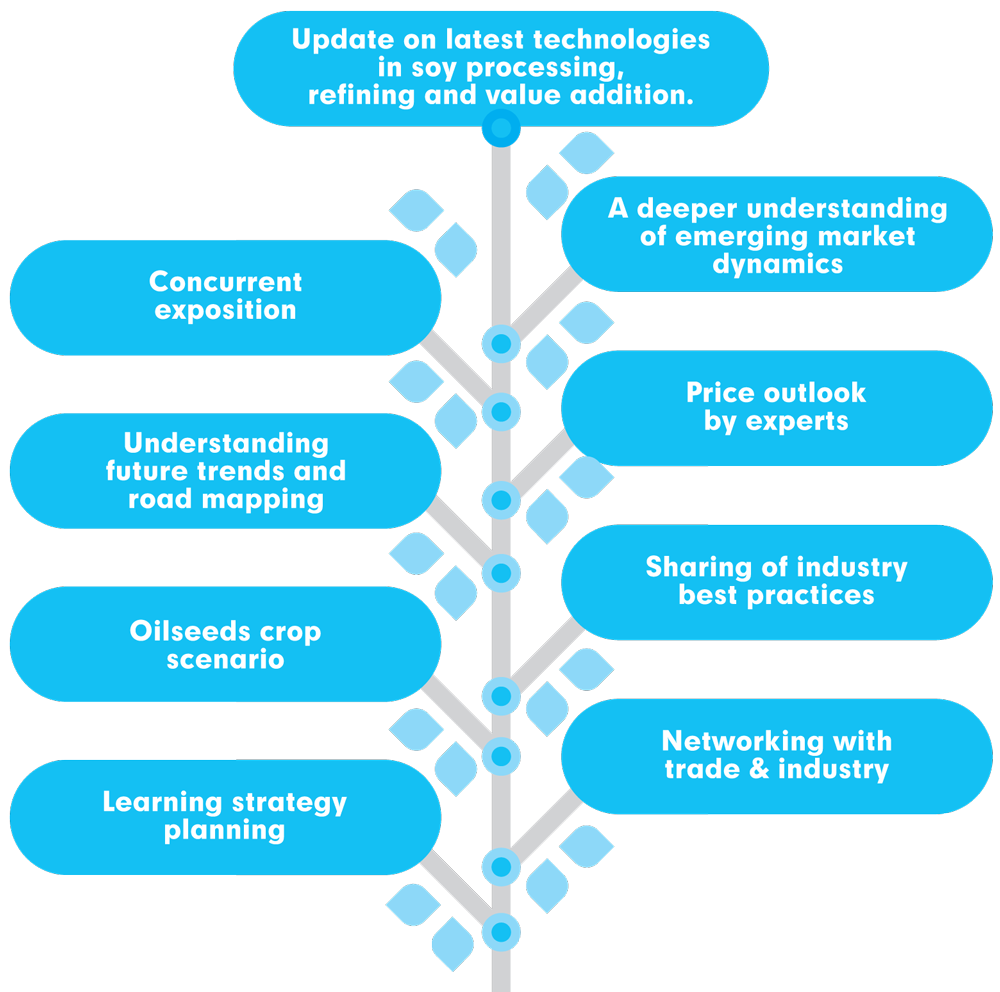 Update on latest technologies
in soy processing,
refining and value addition.
A deeper understanding
of emerging market
dynamics
Concurrent
exposition
Price outlook
by experts
Understanding
future trends and
road mapping
Sharing of industry
best practices
Oilseeds crop
scenario
Networking with
trade & industry
Learning strategy
planning